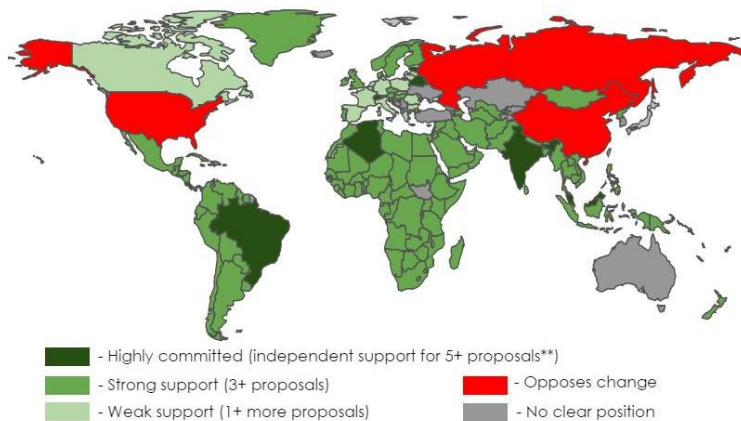 - Highly committed (independent support for 5+ proposals**)
- Strong support (3+ proposals)
- Opposes change
- Weak support (1+ more proposals)
- No clear position